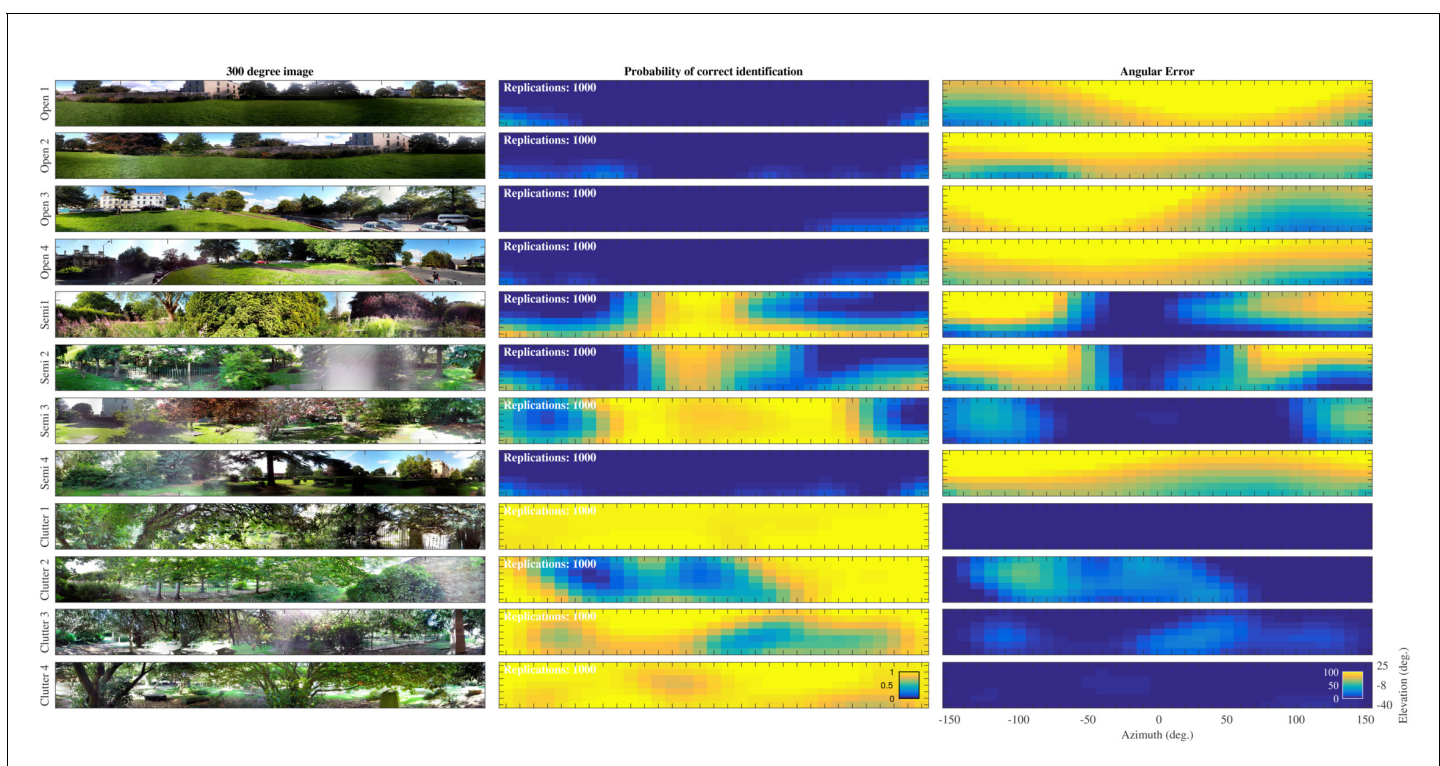 300 degree image
Probability of correct identification
Angular Error
Open 1
Replications: 1000
Open 2
Replications: 1000
Open 3
Replications: 1000
Open 4
Replications: 1000
Semi1
Replications: 1000
Semi 2
Replications: 1000
Semi 3
Replications: 1000
Semi 4
Replications: 1000
Clutter 1
Replications: 1000
Clutter 2
Replications: 1000
Clutter 3
Replications: 1000
Clutter 4
Replications: 1000
1
0.5
0
100
50
0
25
-8
-40
Elevation (deg.)
-150 -100 -50 0 50 100 150
Azimuth (deg.)